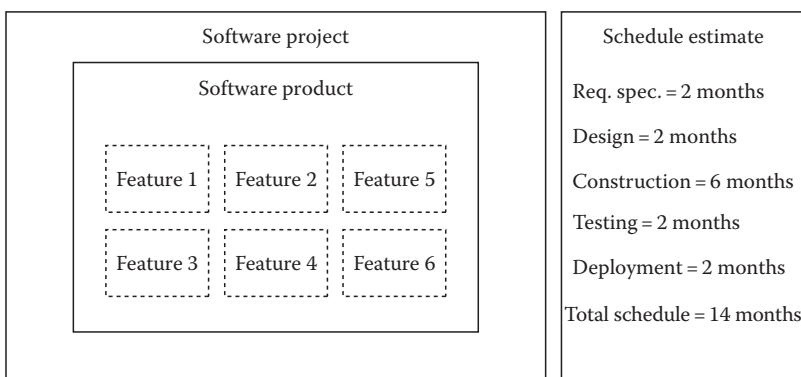 Software project
Software product
Feature 1 Feature 2 Feature 5
Feature 3 Feature 4 Feature 6
Schedule estimate
Req. spec. = 2 months
Design = 2 months
Construction = 6 months
Testing = 2 months
Deployment = 2 months
Total schedule = 14 months